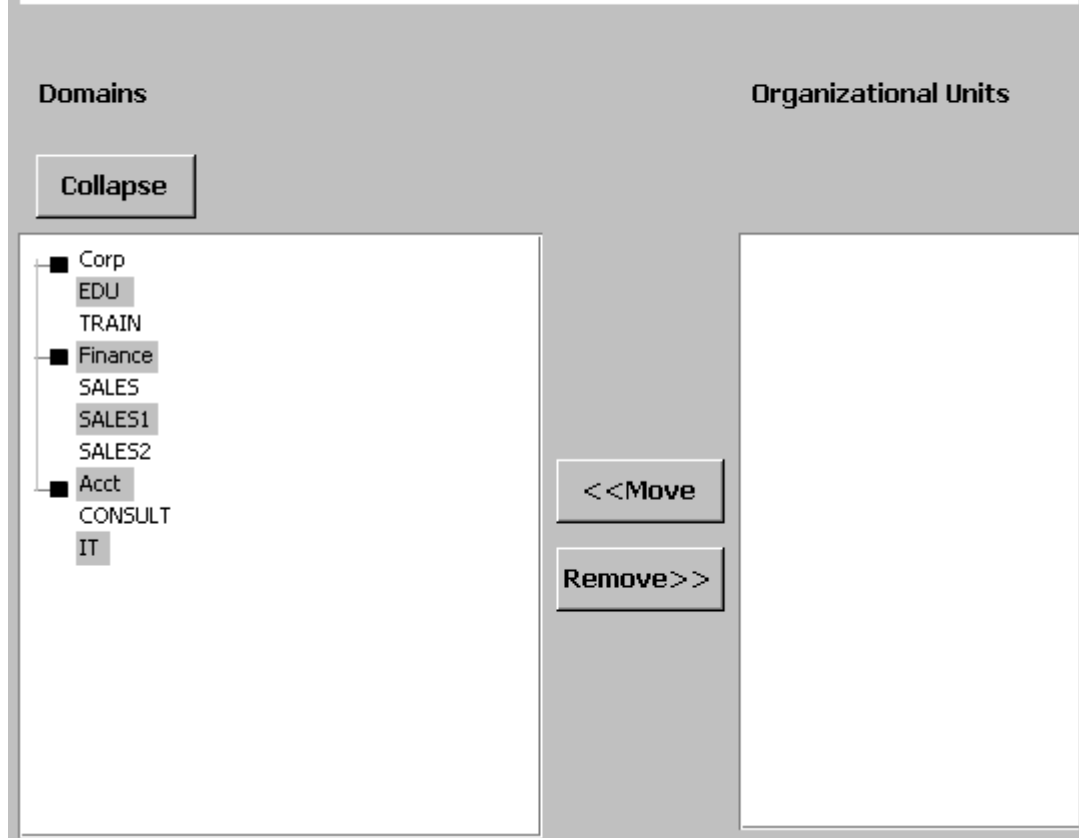 Domains
Organizational Units
Collapse
Corp
EDU
TRAIN
Finance
SALES
SALES1
SALES2
Acct
CONSULT
IT
<<Move
Remove>>